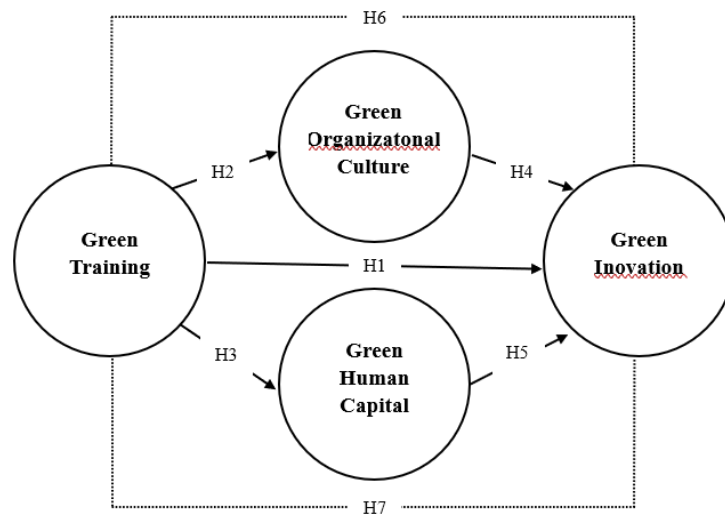 H6
Green
Organizatonal
Culture
H2
H4
Green
Training
H1
Green
Inovation
H3
Green
Human
Capital
H5
H7